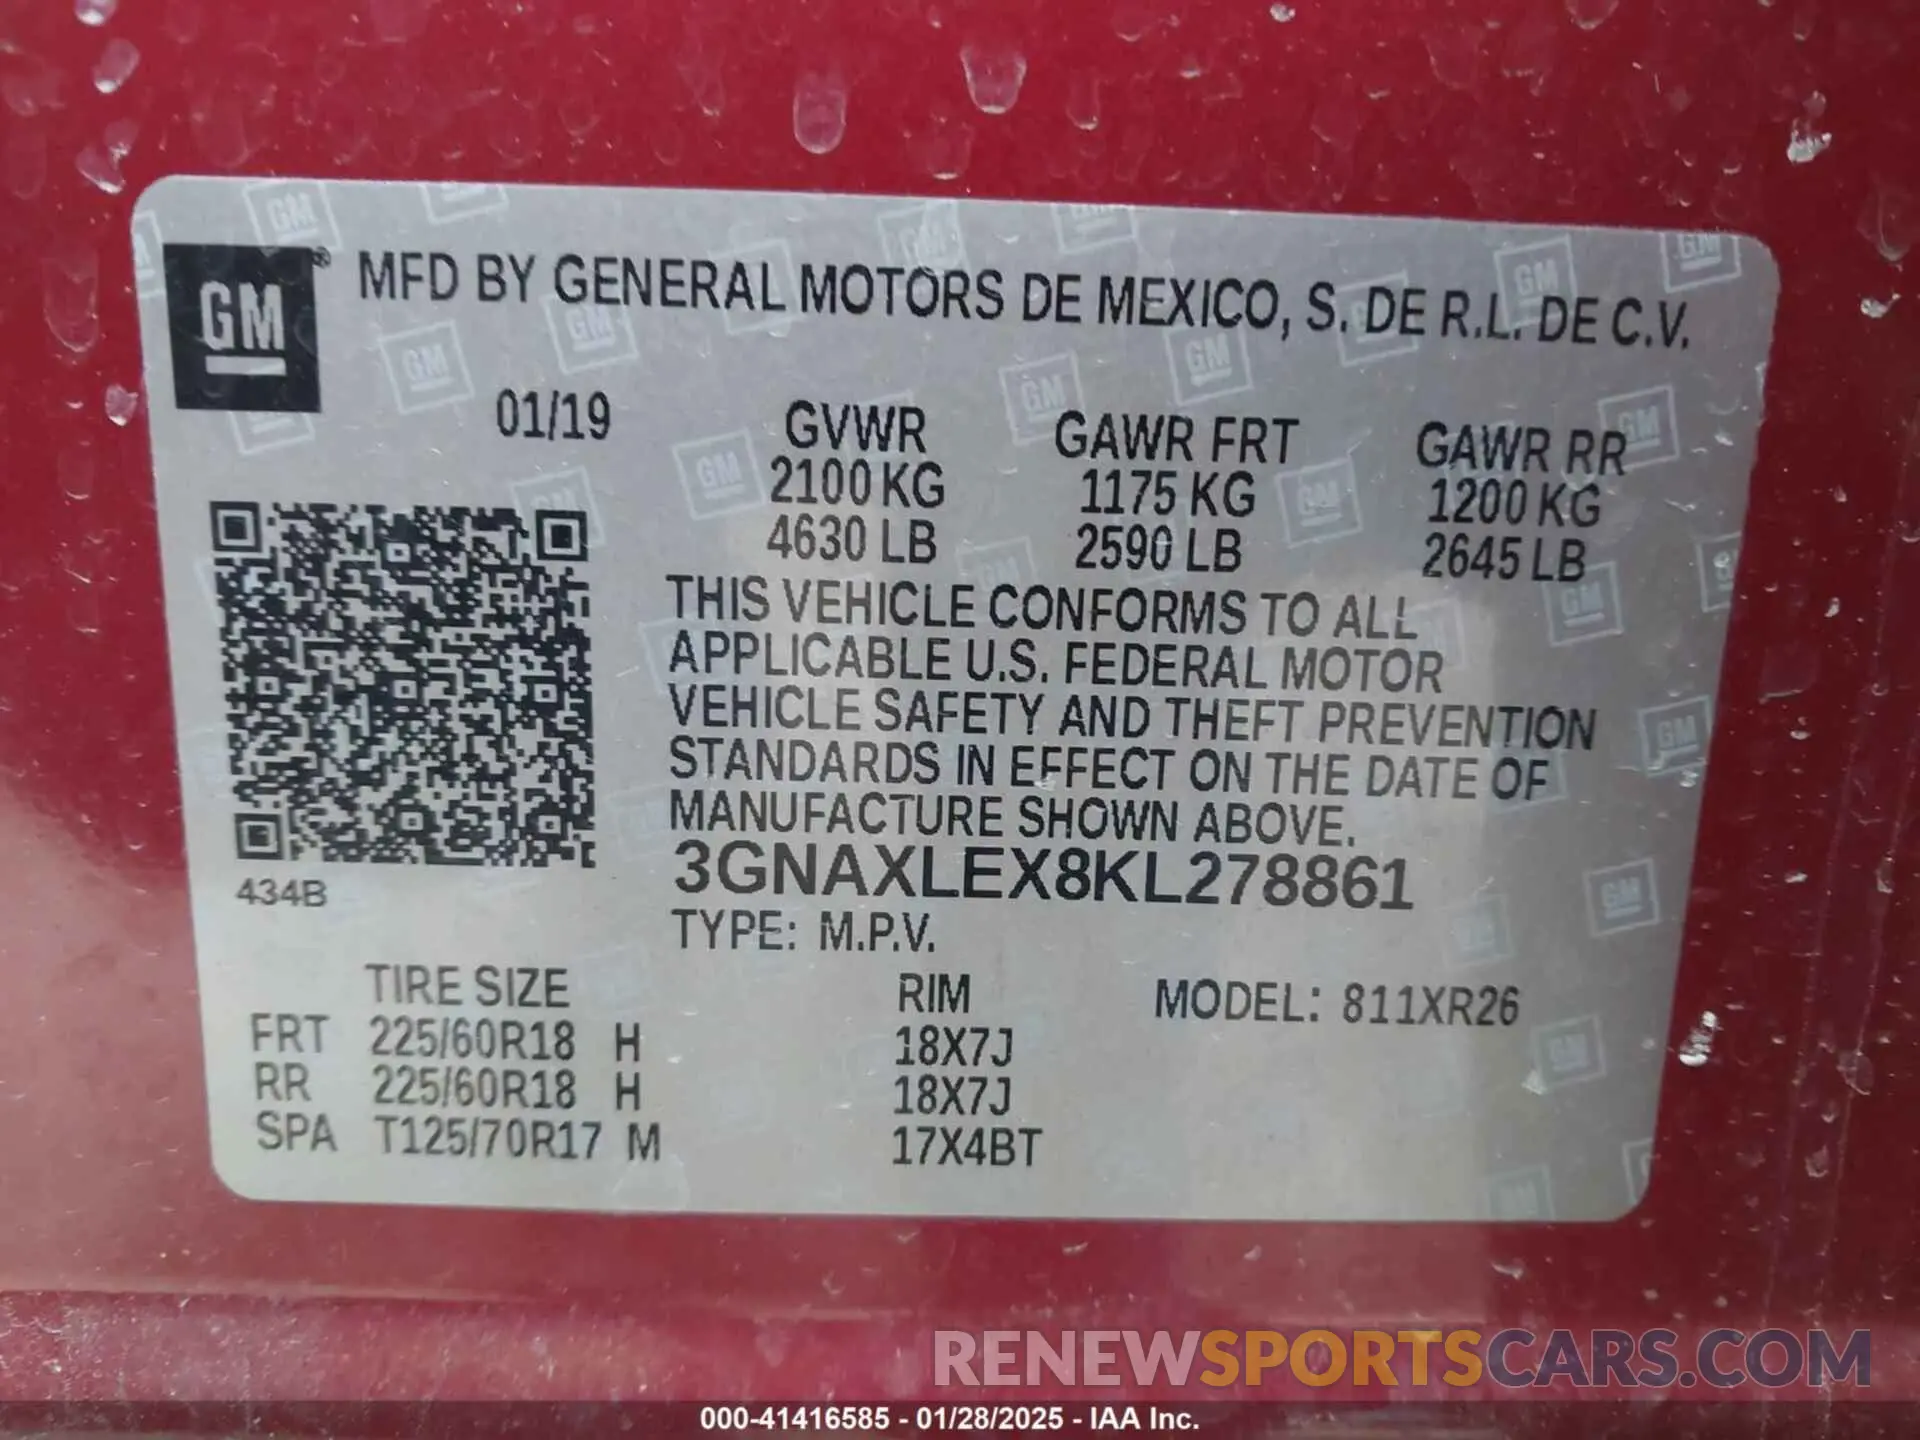 GM ® MFD BY GENERAL MOTORS DE MEXICO, S. DE R.L. DE C.V.
01/19 GVWR GAWR FRT GAWR RR
2100 KG 1175 KG 1200 KG
4630 LB 2590 LB 2645 LB
THIS VEHICLE CONFORMS TO ALL
APPLICABLE U.S. FEDERAL MOTOR
VEHICLE SAFETY AND THEFT PREVENTION
STANDARDS IN EFFECT ON THE DATE OF
MANUFACTURE SHOWN ABOVE.
3GNAXLEX8KL278861
434B
TYPE: M.P.V.
TIRE SIZE RIM MODEL: 811XR26
FRT 225/60R18 H 18X7J
RR 225/60R18 H 18X7J
SPA T125/70R17 M 17X4BT
RENEWSPORTSCARS.COM
000-41416585 - 01/28/2025 - IAA Inc.